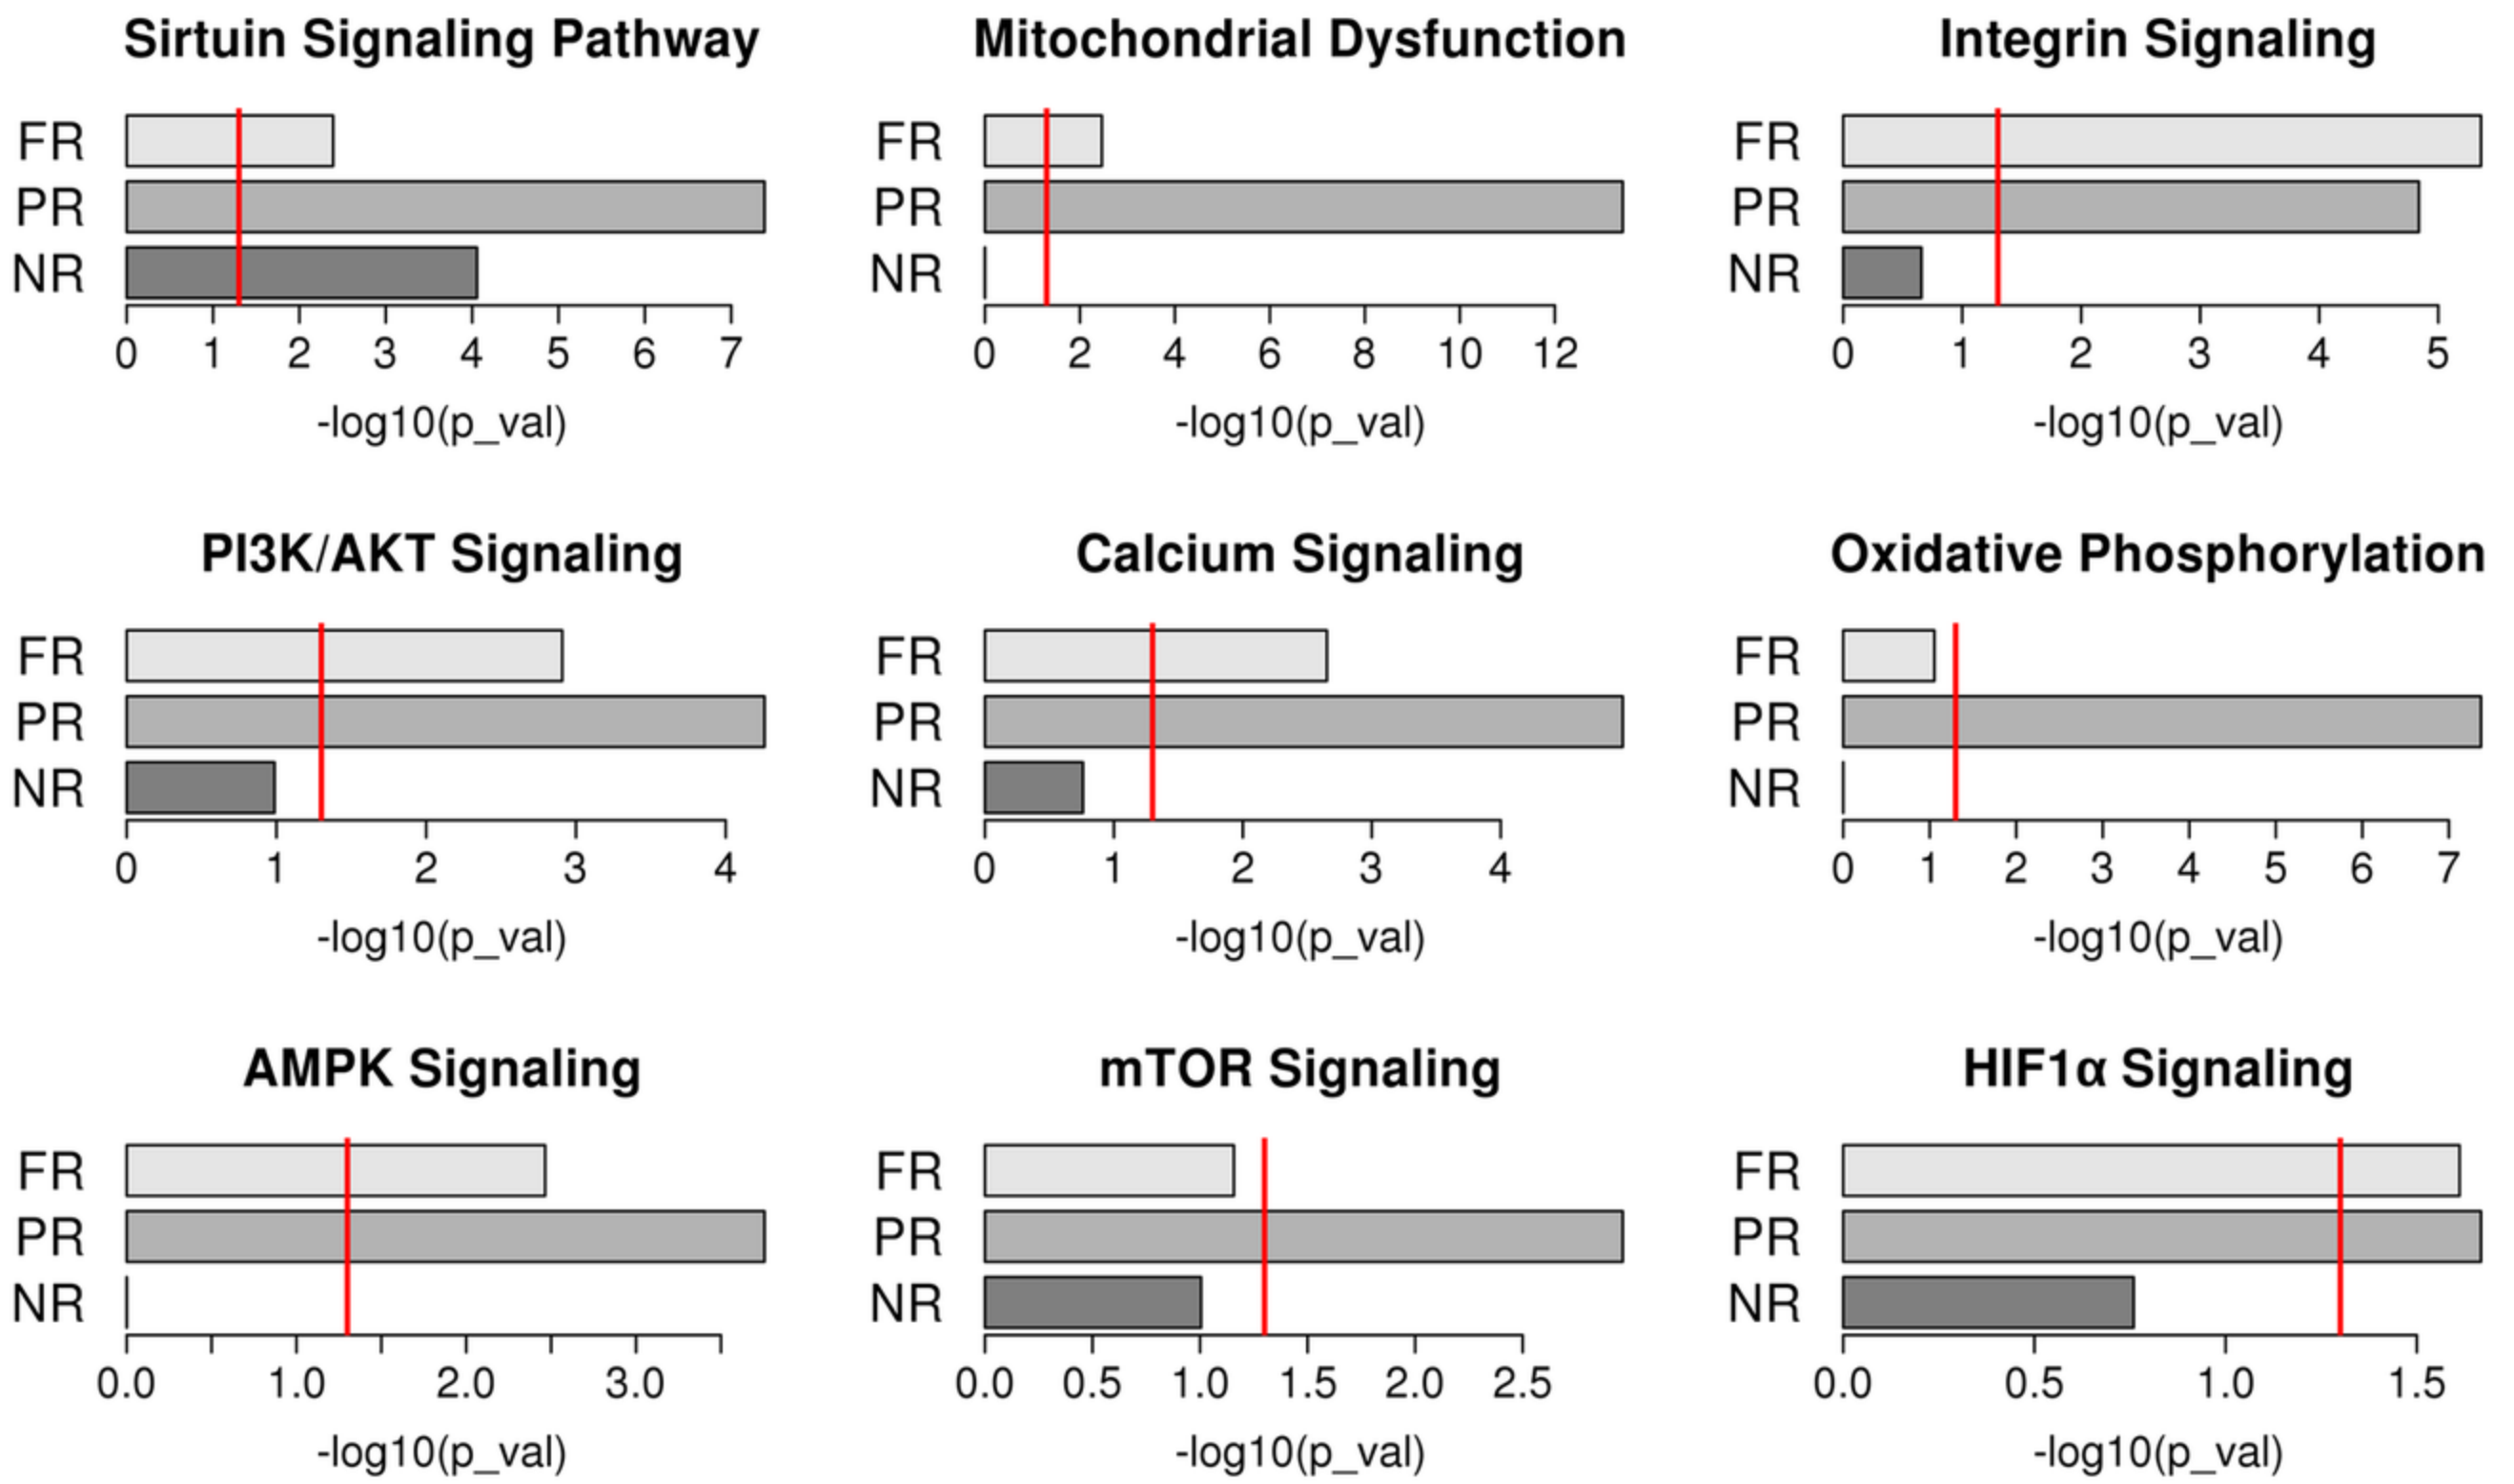 Sirtuin Signaling Pathway
FR
PR
NR
0 1 2 3 4 5 6 7
-log10(p_val)
Mitochondrial Dysfunction
FR
PR
NR
0 2 4 6 8 10 12
-log10(p_val)
Integrin Signaling
FR
PR
NR
0 1 2 3 4 5
-log10(p_val)
PI3K/AKT Signaling
FR
PR
NR
0 1 2 3 4
-log10(p_val)
Calcium Signaling
FR
PR
NR
0 1 2 3 4
-log10(p_val)
Oxidative Phosphorylation
FR
PR
NR
0 1 2 3 4 5 6 7
-log10(p_val)
AMPK Signaling
FR
PR
NR
0.0 1.0 2.0 3.0
-log10(p_val)
mTOR Signaling
FR
PR
NR
0.0 0.5 1.0 1.5 2.0 2.5
-log10(p_val)
HIF1α Signaling
FR
PR
NR
0.0 0.5 1.0 1.5
-log10(p_val)